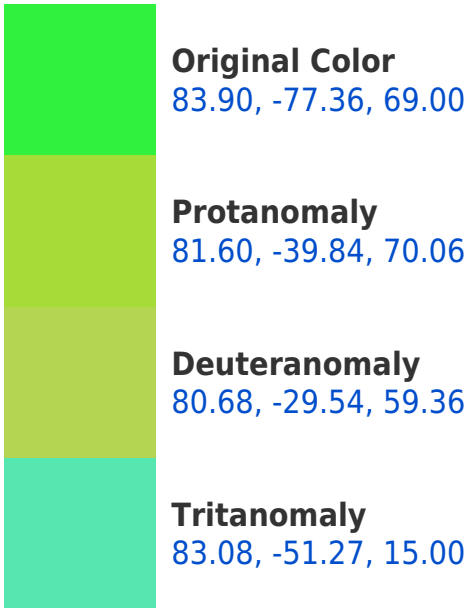 Original Color
83.90, -77.36, 69.00
Protanomaly
81.60, -39.84, 70.06
Deuteranomaly
80.68, -29.54, 59.36
Tritanomaly
83.08, -51.27, 15.00